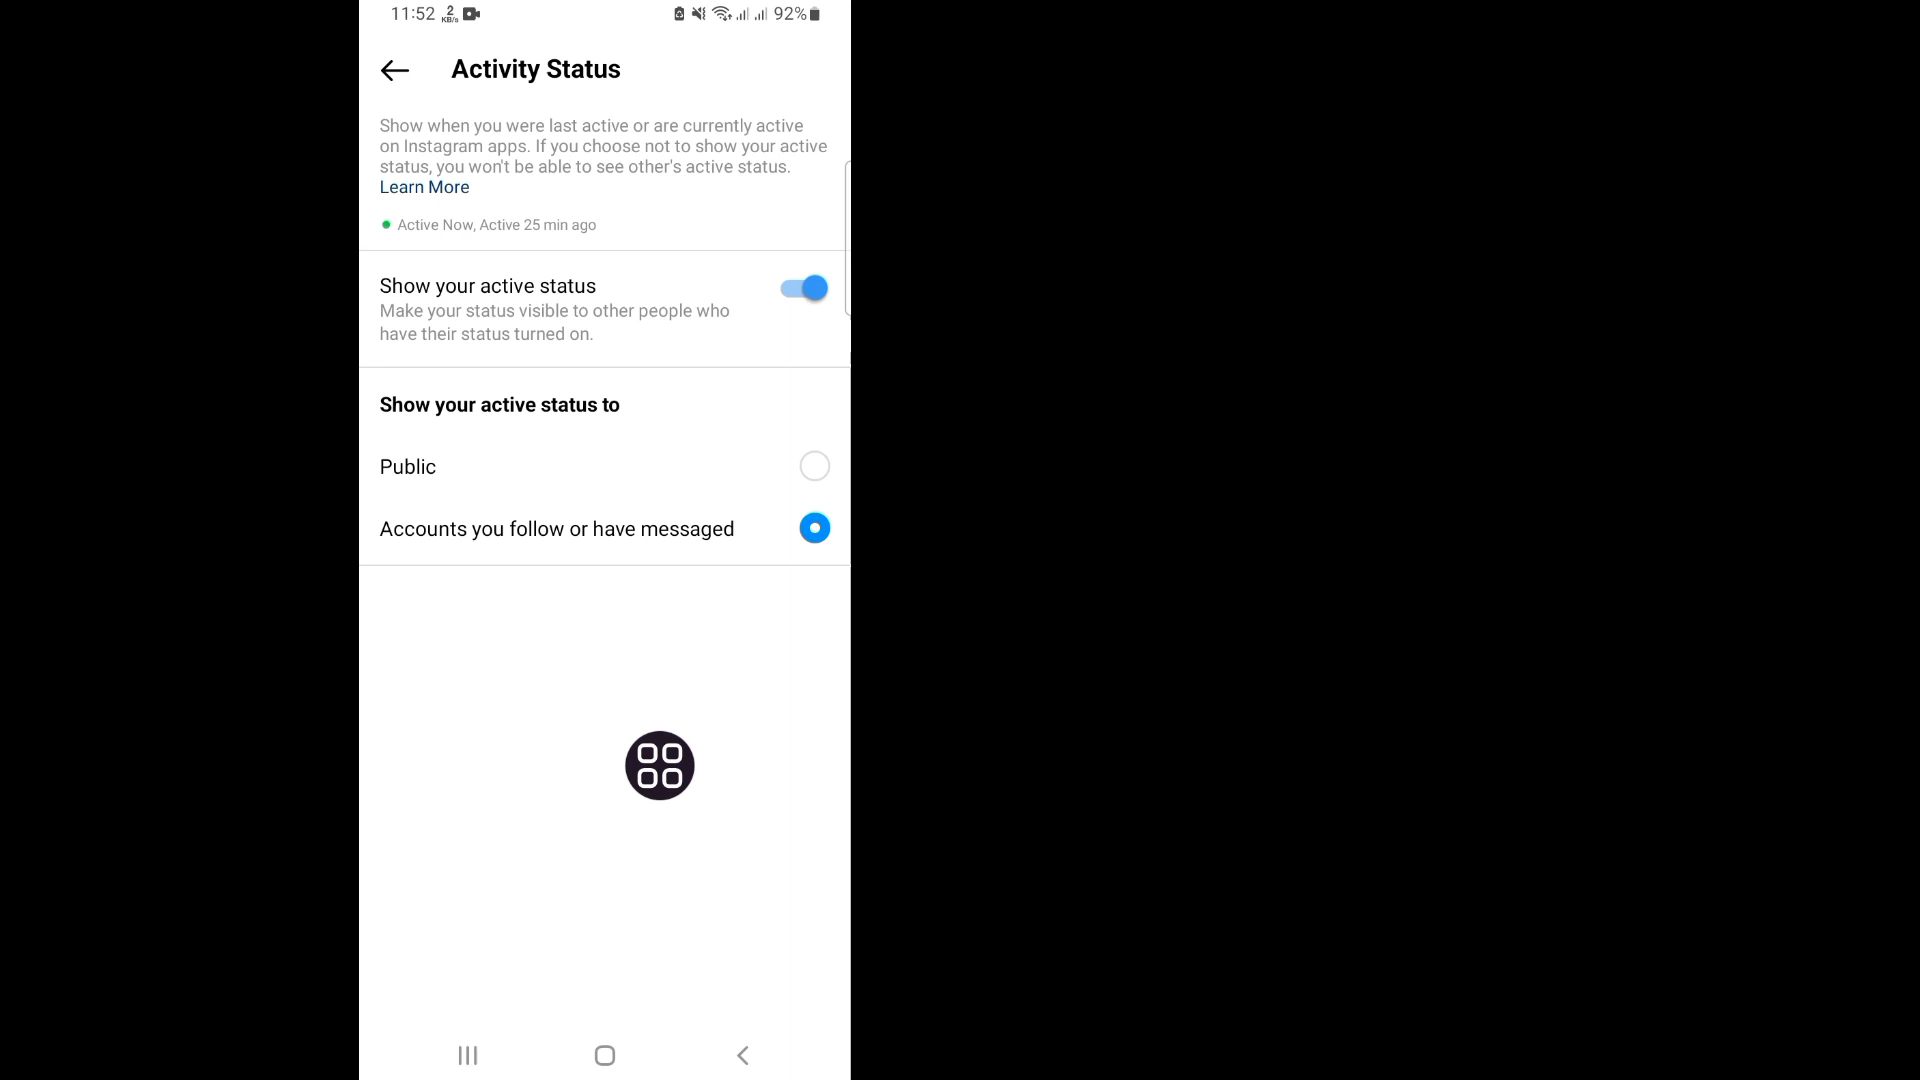 11:52 2 KB/s 92%
Activity Status
Show when you were last active or are currently active
on Instagram apps. If you choose not to show your active
status, you won't be able to see other's active status.
Learn More
Active Now, Active 25 min ago
Show your active status
Make your status visible to other people who
have their status turned on.
Show your active status to
Public
Accounts you follow or have messaged